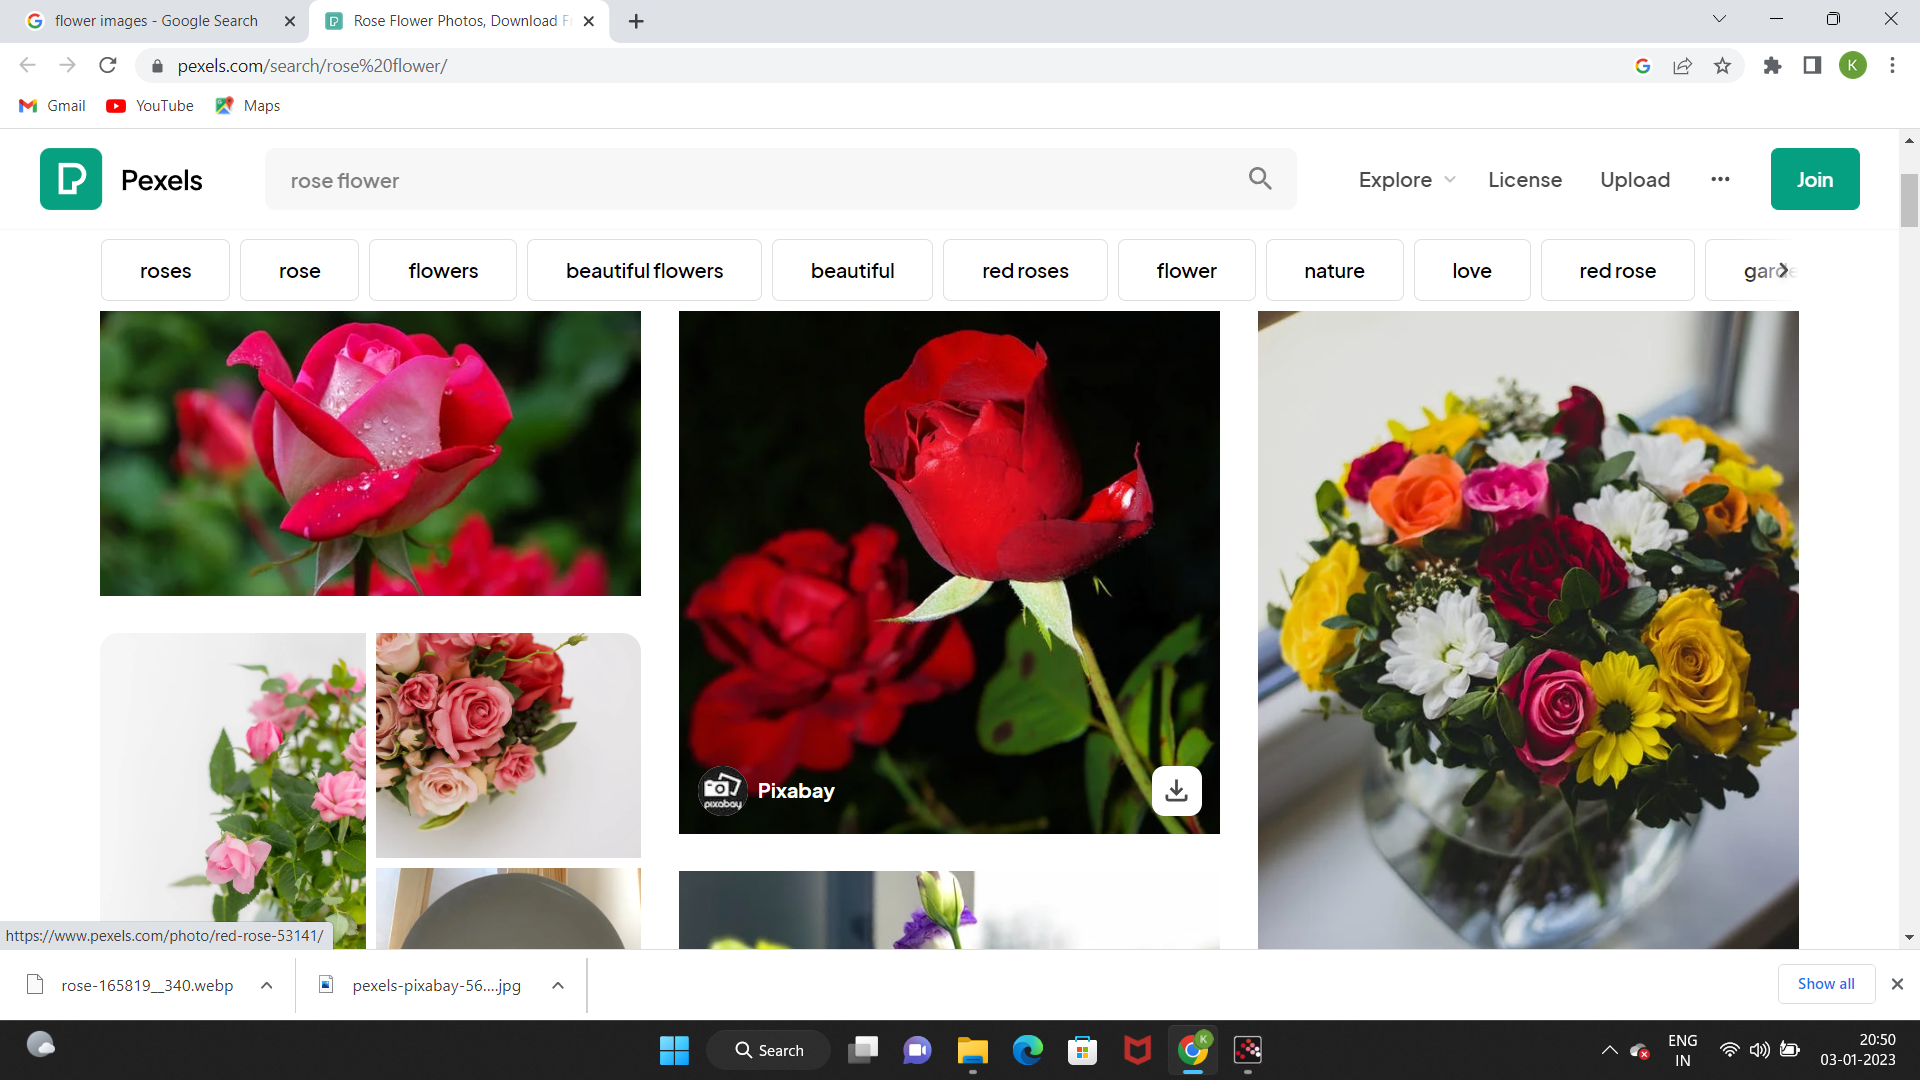 flower images - Google Search
Rose Flower Photos, Download F
pexels.com/search/rose%20flower/
K
Gmail
YouTube
Maps
Pexels
rose flower
Explore
License
Upload
Join
roses
rose
flowers
beautiful flowers
beautiful
red roses
flower
nature
love
red rose
garde
pixabay
Pixabay
https://www.pexels.com/photo/red-rose-53141/
rose-165819__340.webp
pexels-pixabay-56....jpg
Show all
Search
K
ENG
IN
20:50
03-01-2023